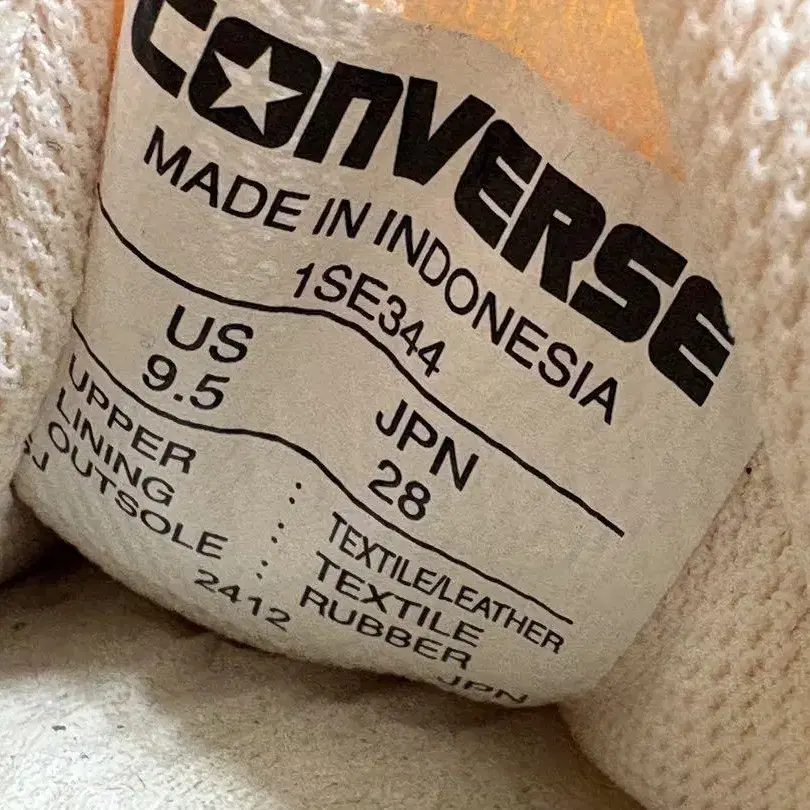 CONVERSE
MADE IN INDONESIA
1SE344
US JPN
9.5 28
UPPER : TEXTILE/LEATHER
LINING : TEXTILE
OUTSOLE : RUBBER
2412 JPN